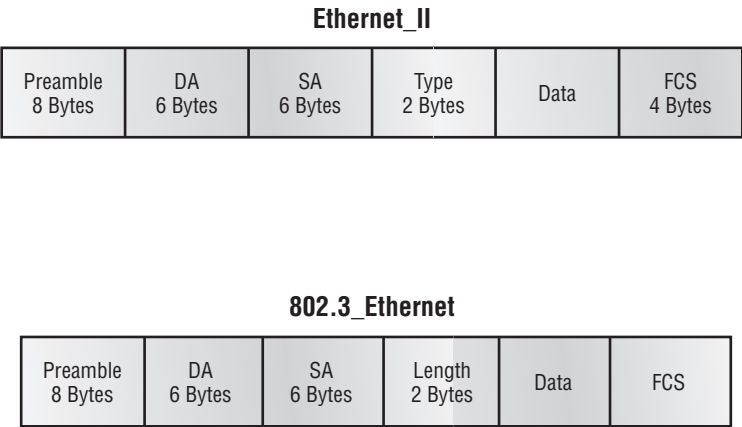 Ethernet_II
Preamble
8 Bytes
DA
6 Bytes
SA
6 Bytes
Type
2 Bytes
Data
FCS
4 Bytes
802.3_Ethernet
Preamble
8 Bytes
DA
6 Bytes
SA
6 Bytes
Length
2 Bytes
Data
FCS